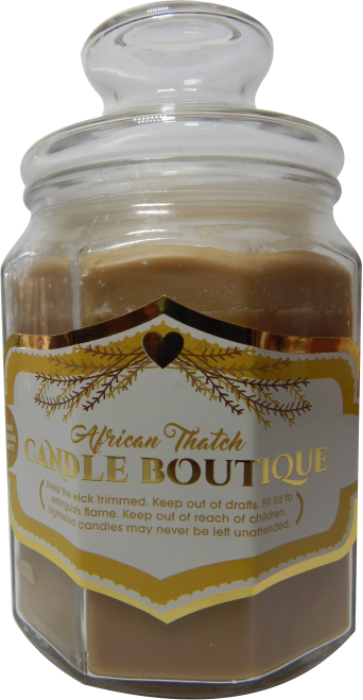 African Thatch
CANDLE BOUTIQUE
(Keep the wick trimmed. Keep out of drafts. Fit lid to
extinguish flame. Keep out of reach of children.
Lightened candles may never be left unattended.)